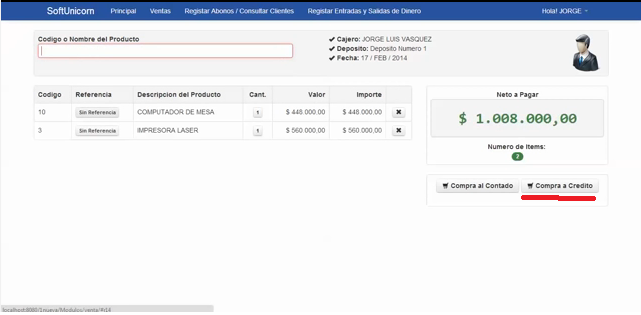 SoftUnicorn Principal Ventas Registar Abonos / Consultar Clientes Registrar Entradas y Salidas de Dinero Hola! JORGE
Codigo o Nombre del Producto
Cajero: JORGE LUIS VASQUEZ
Deposito: Deposito Numero 1
Fecha: 17 / FEB / 2014
Codigo Referencia Descripcion del Producto Cant. Valor Importe
10 Sin Referencia COMPUTADOR DE MESA 1 $ 448.000,00 $ 448.000,00
3 Sin Referencia IMPRESORA LASER 1 $ 560.000,00 $ 560.000,00
Neto a Pagar
$ 1.008.000,00
Numero de Items:
2
Compra al Contado Compra a Credito
localhost:8080/1nueva/Modulos/venta/#r14